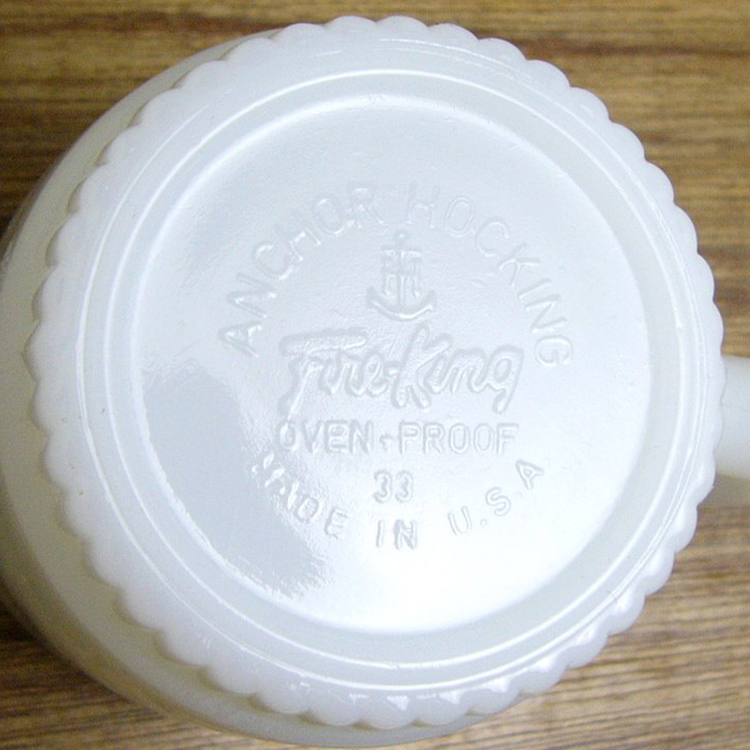 ANCHOR HOCKING
Fire-King
OVEN-PROOF
33
MADE IN U.S.A